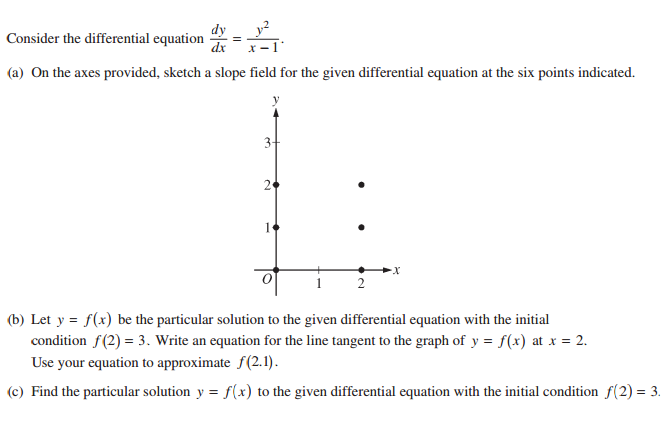 Consider the differential equation dy/dx = y²/(x − 1).
(a) On the axes provided, sketch a slope field for the given differential equation at the six points indicated.
y
3
2
1
O 1 2 x
(b) Let y = f(x) be the particular solution to the given differential equation with the initial
condition f(2) = 3. Write an equation for the line tangent to the graph of y = f(x) at x = 2.
Use your equation to approximate f(2.1).
(c) Find the particular solution y = f(x) to the given differential equation with the initial condition f(2) = 3.